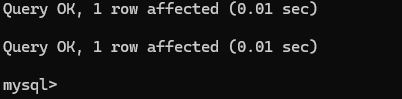 Query OK, 1 row affected (0.01 sec)
Query OK, 1 row affected (0.01 sec)
mysql>